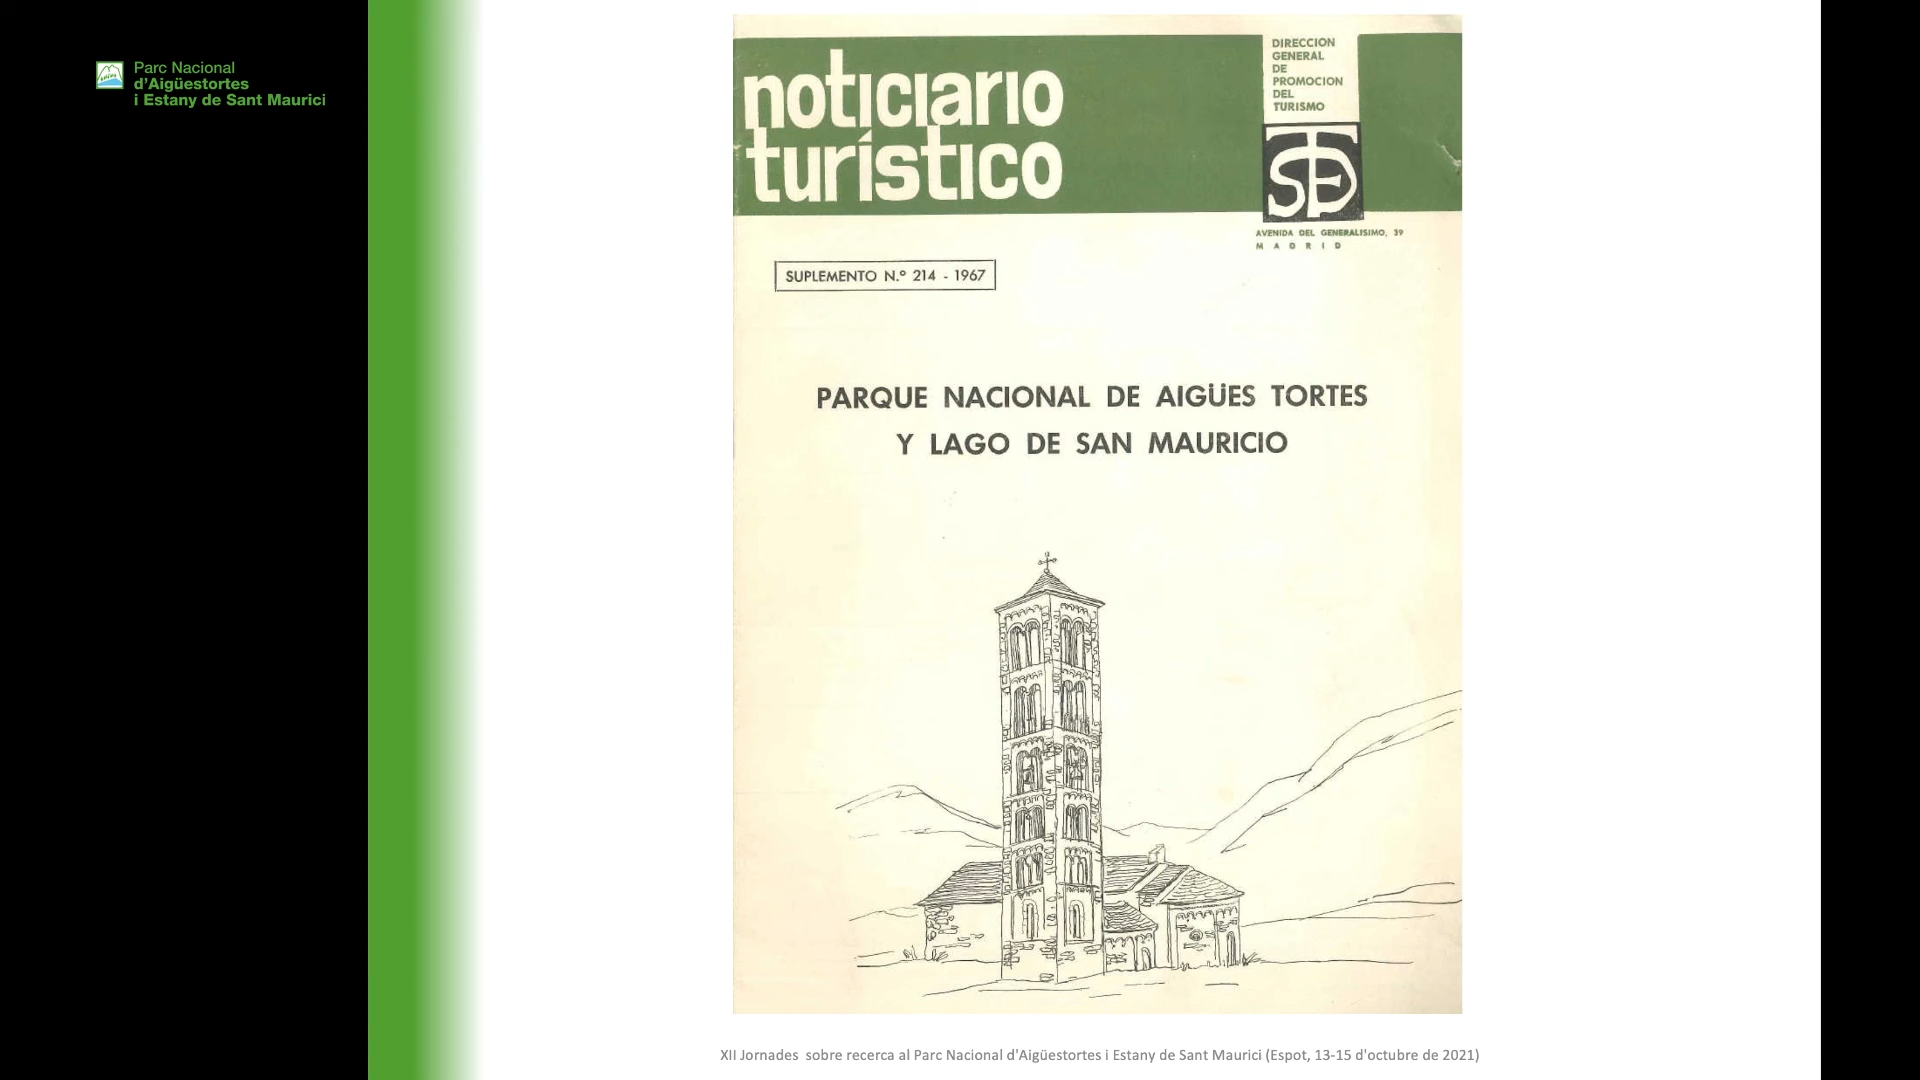 Parc Nacional
d'Aigüestortes
i Estany de Sant Maurici
noticiario
turístico
DIRECCION
GENERAL
DE
PROMOCION
DEL
TURISMO
AVENIDA DEL GENERALISIMO, 39
MADRID
SUPLEMENTO N.º 214 - 1967
PARQUE NACIONAL DE AIGÜES TORTES
Y LAGO DE SAN MAURICIO
XII Jornades sobre recerca al Parc Nacional d'Aigüestortes i Estany de Sant Maurici (Espot, 13-15 d'octubre de 2021)